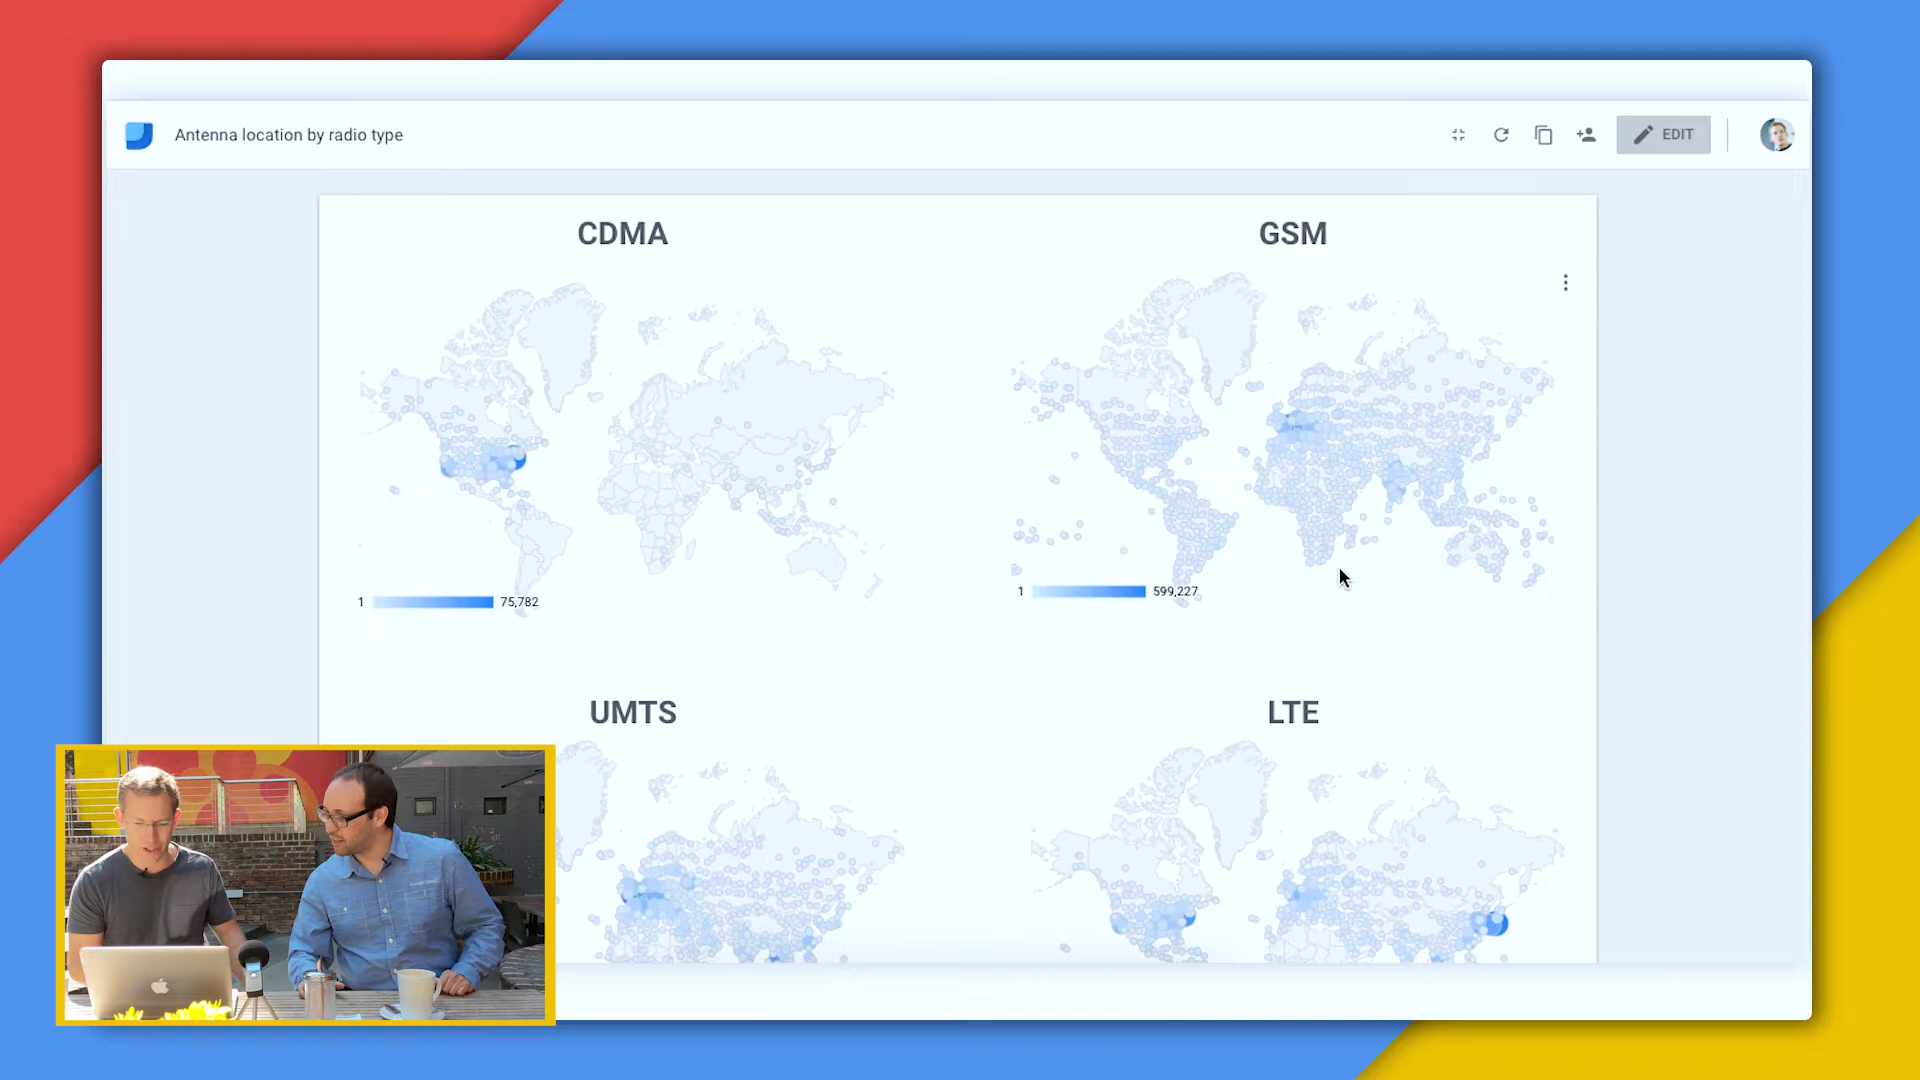 Antenna location by radio type
EDIT
CDMA
GSM
1
75,782
1
599,227
UMTS
LTE